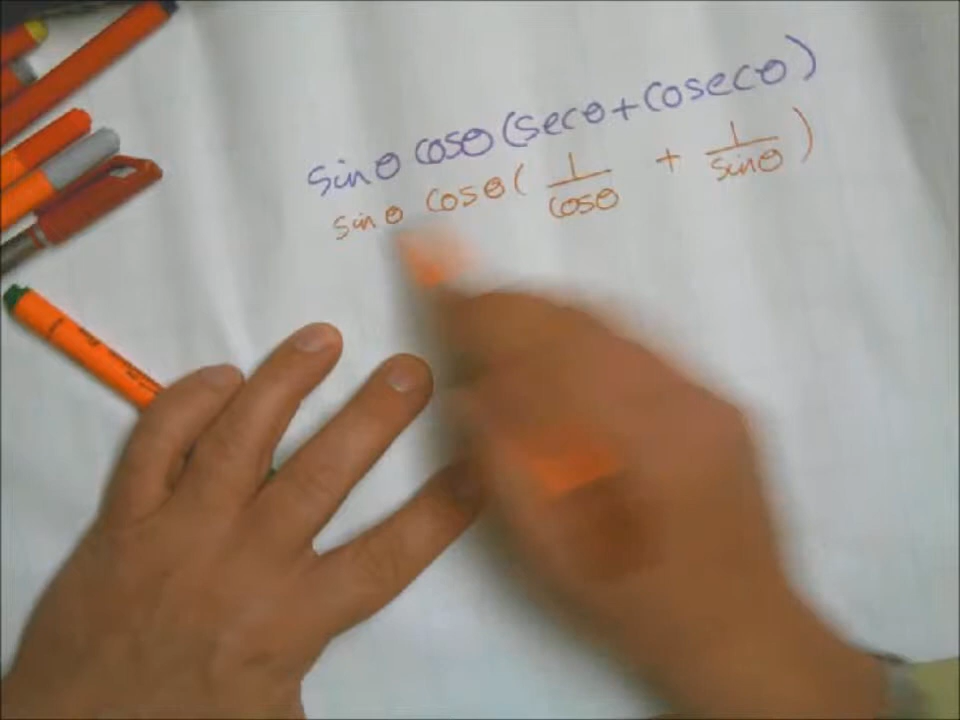 sinθ cosθ(secθ+cosecθ)
sinθ cosθ( 1/cosθ + 1/sinθ )